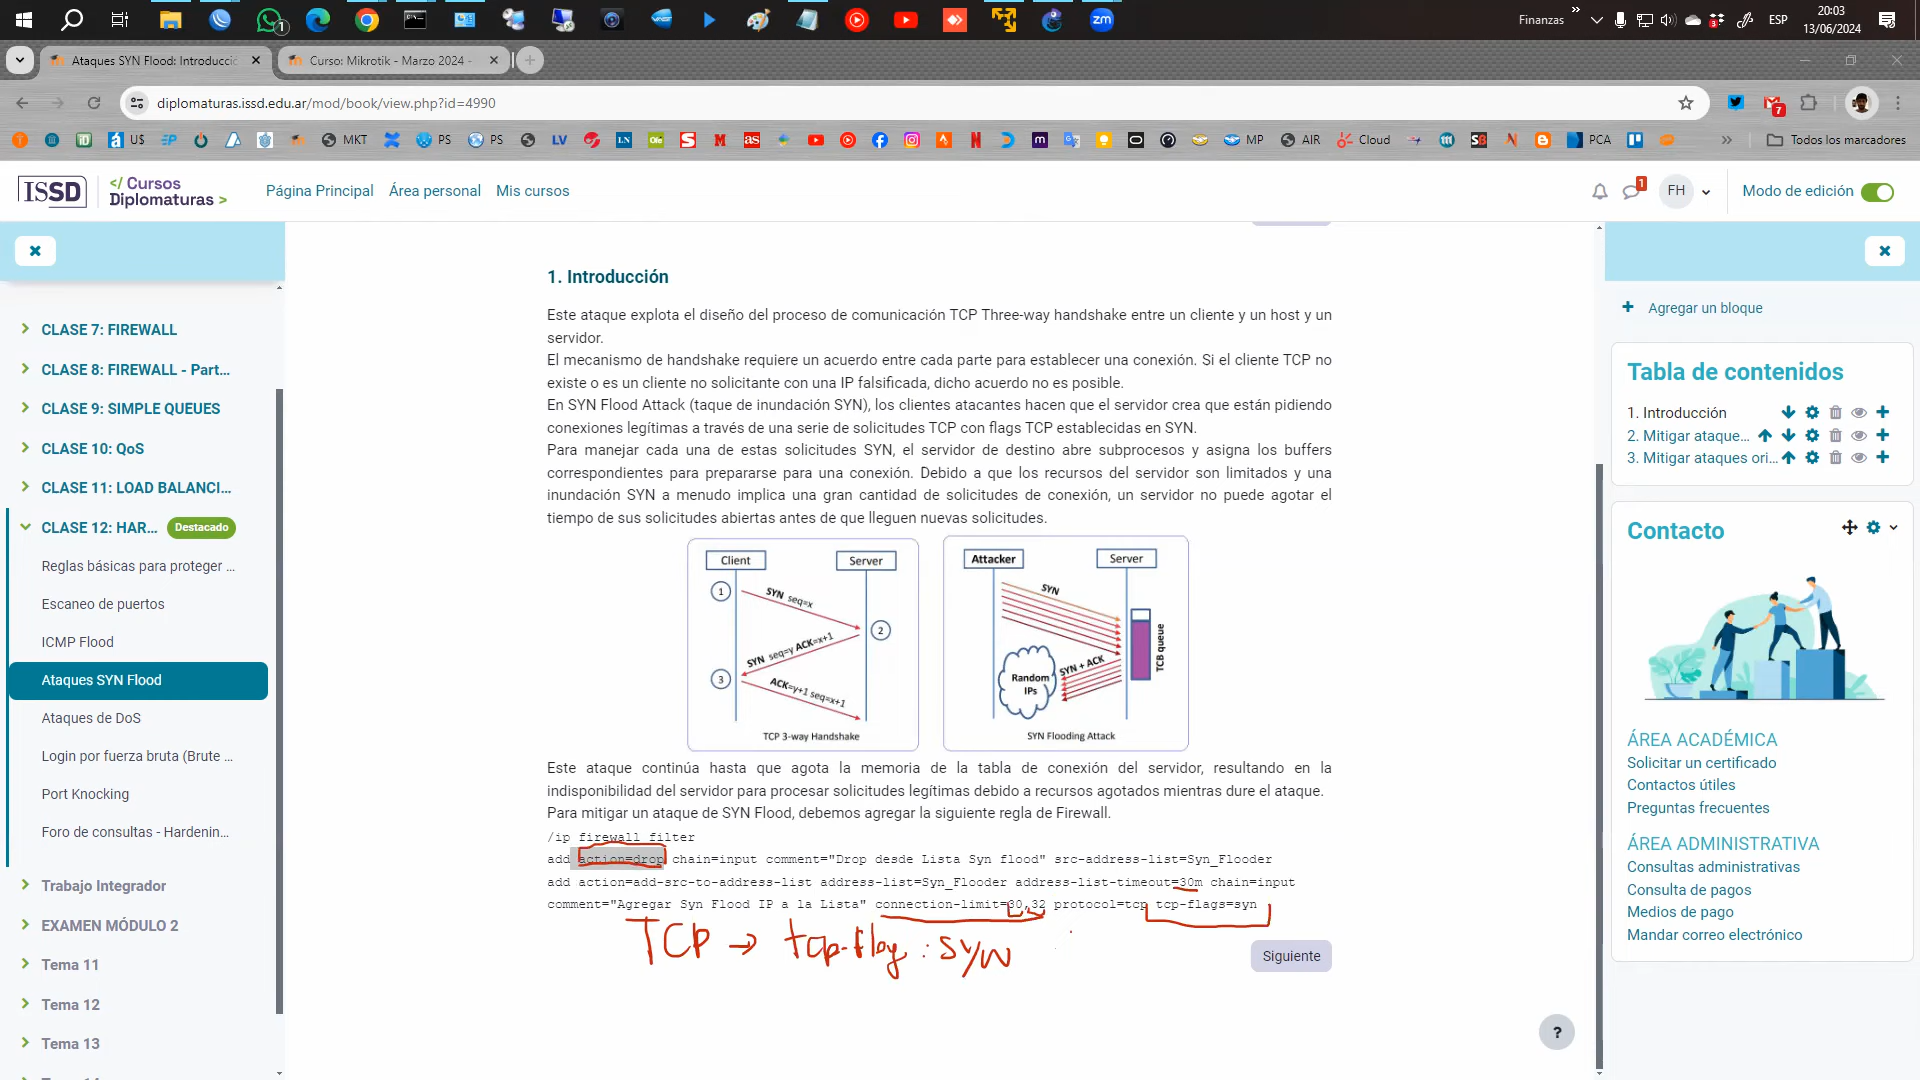 Finanzas
»
ESP
20:03
13/06/2024
1
zm
Ataques SYN Flood: Introducció
Curso: Mikrotik - Marzo 2024 -
diplomaturas.issd.edu.ar/mod/book/view.php?id=4990
7
U$
MKT
PS
PS
LV
LN
Olé
as
MP
AIR
Cloud
SB
PCA
»
Todos los marcadores
ISSD
</ Cursos
Diplomaturas >
Página Principal
Área personal
Mis cursos
1
FH
Modo de edición
CLASE 7: FIREWALL
CLASE 8: FIREWALL - Part...
CLASE 9: SIMPLE QUEUES
CLASE 10: QoS
CLASE 11: LOAD BALANCI...
CLASE 12: HAR...
Destacado
Reglas básicas para proteger ...
Escaneo de puertos
ICMP Flood
Ataques SYN Flood
Ataques de DoS
Login por fuerza bruta (Brute ...
Port Knocking
Foro de consultas - Hardenin...
Trabajo Integrador
EXAMEN MÓDULO 2
Tema 11
Tema 12
Tema 13
1. Introducción
Este ataque explota el diseño del proceso de comunicación TCP Three-way handshake entre un cliente y un host y un
servidor.
El mecanismo de handshake requiere un acuerdo entre cada parte para establecer una conexión. Si el cliente TCP no
existe o es un cliente no solicitante con una IP falsificada, dicho acuerdo no es posible.
En SYN Flood Attack (taque de inundación SYN), los clientes atacantes hacen que el servidor crea que están pidiendo
conexiones legítimas a través de una serie de solicitudes TCP con flags TCP establecidas en SYN.
Para manejar cada una de estas solicitudes SYN, el servidor de destino abre subprocesos y asigna los buffers
correspondientes para prepararse para una conexión. Debido a que los recursos del servidor son limitados y una
inundación SYN a menudo implica una gran cantidad de solicitudes de conexión, un servidor no puede agotar el
tiempo de sus solicitudes abiertas antes de que lleguen nuevas solicitudes.
Client
Server
1
SYN seq=x
2
SYN seq=y ACK=x+1
3
ACK=y+1 seq=x+1
TCP 3-way Handshake
Attacker
Server
SYN
TCB queue
SYN + ACK
Random
IPs
SYN Flooding Attack
Este ataque continúa hasta que agota la memoria de la tabla de conexión del servidor, resultando en la
indisponibilidad del servidor para procesar solicitudes legítimas debido a recursos agotados mientras dure el ataque.
Para mitigar un ataque de SYN Flood, debemos agregar la siguiente regla de Firewall.
/ip firewall filter
add action=drop chain=input comment="Drop desde Lista Syn flood" src-address-list=Syn_Flooder
add action=add-src-to-address-list address-list=Syn_Flooder address-list-timeout=30m chain=input
comment="Agregar Syn Flood IP a la Lista" connection-limit=30,32 protocol=tcp tcp-flags=syn
TCP → tcp-flag : SYN
Siguiente
?
Agregar un bloque
Tabla de contenidos
1. Introducción
2. Mitigar ataque...
3. Mitigar ataques ori...
Contacto
ÁREA ACADÉMICA
Solicitar un certificado
Contactos útiles
Preguntas frecuentes
ÁREA ADMINISTRATIVA
Consultas administrativas
Consulta de pagos
Medios de pago
Mandar correo electrónico